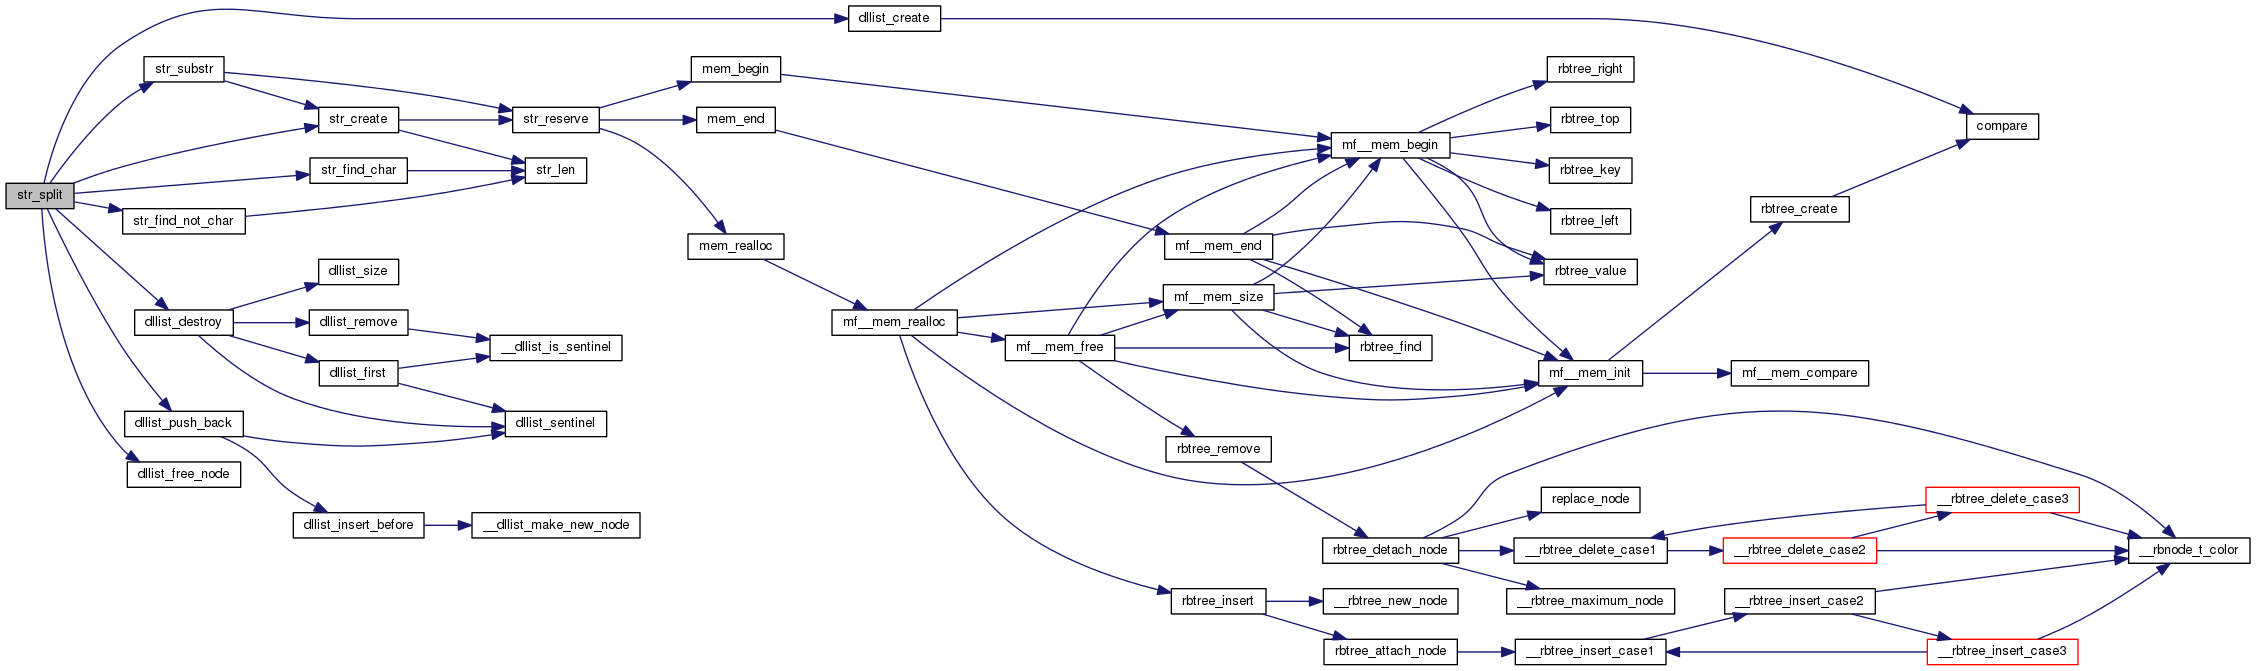 str_split
dllist_create
str_substr
str_create
str_find_char
str_find_not_char
dllist_destroy
dllist_push_back
dllist_free_node
dllist_size
dllist_remove
dllist_first
dllist_insert_before
str_reserve
str_len
__dllist_is_sentinel
dllist_sentinel
__dllist_make_new_node
mem_begin
mem_end
mem_realloc
mf__mem_realloc
mf__mem_free
mf__mem_end
mf__mem_size
rbtree_remove
rbtree_insert
mf__mem_begin
rbtree_find
rbtree_detach_node
__rbtree_new_node
rbtree_attach_node
rbtree_right
rbtree_top
rbtree_key
rbtree_left
rbtree_value
mf__mem_init
replace_node
__rbtree_delete_case1
__rbtree_maximum_node
__rbtree_insert_case1
rbtree_create
mf__mem_compare
__rbtree_delete_case2
__rbtree_insert_case2
compare
__rbtree_delete_case3
__rbtree_insert_case3
__rbnode_t_color